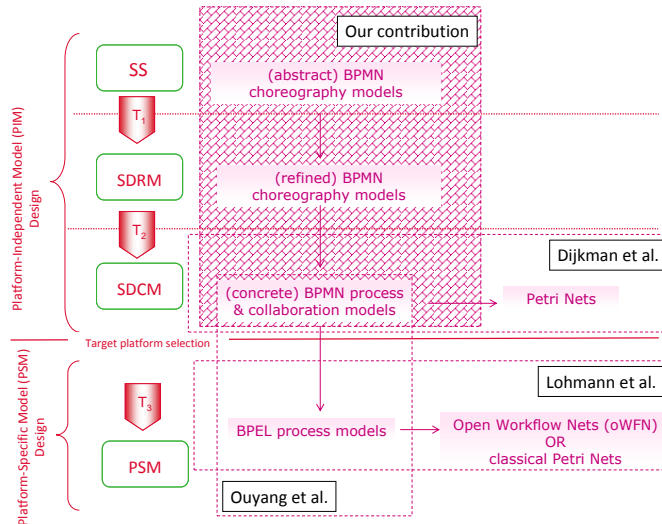 Our contribution
SS
(abstract) BPMN
choreography models
T1
Platform-Independent Model (PIM)
Design
SDRM
(refined) BPMN
choreography models
T2
Dijkman et al.
SDCM
(concrete) BPMN process
& collaboration models
Petri Nets
Target platform selection
Platform-Specific Model (PSM)
Design
Lohmann et al.
T3
BPEL process models
Open Workflow Nets (oWFN)
OR
classical Petri Nets
PSM
Ouyang et al.